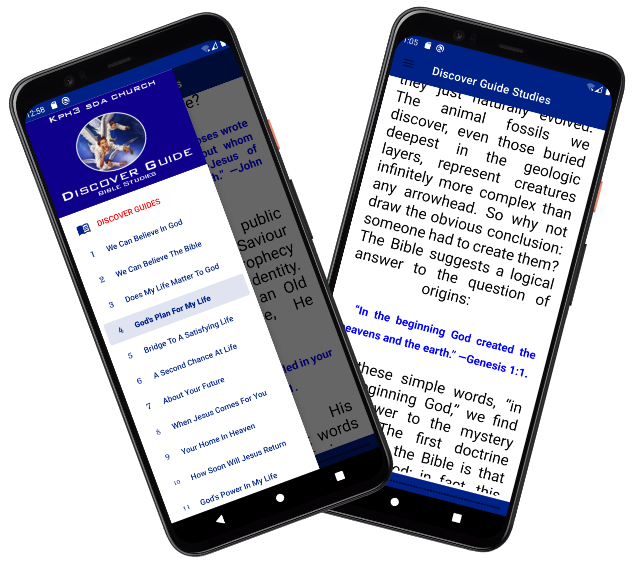 12:58
KPH3 SDA CHURCH
DISCOVER GUIDE
BIBLE STUDIES
DISCOVER GUIDES
1 We Can Believe In God
2 We Can Believe The Bible
3 Does My Life Matter To God
4 God's Plan For My Life
5 Bridge To A Satisfying Life
6 A Second Chance At Life
7 About Your Future
8 When Jesus Comes For You
9 Your Home In Heaven
10 How Soon Will Jesus Return
11 God's Power In My Life
s
e?
oses wrote
out whom
Jesus of
h." —John
public
Saviour
ophecy
dentity.
an Old
e, He
led in your
1.
His
words
1:05
Discover Guide Studies
they just naturally evolved.
The animal fossils we
discover, even those buried
deepest in the geologic
layers, represent creatures
infinitely more complex than
any arrowhead. So why not
draw the obvious conclusion:
someone had to create them?
The Bible suggests a logical
answer to the question of
origins:
"In the beginning God created the
eavens and the earth." —Genesis 1:1.
these simple words, "in
ginning God," we find
wer to the mystery
The first doctrine
the Bible is that
od; in fact, this